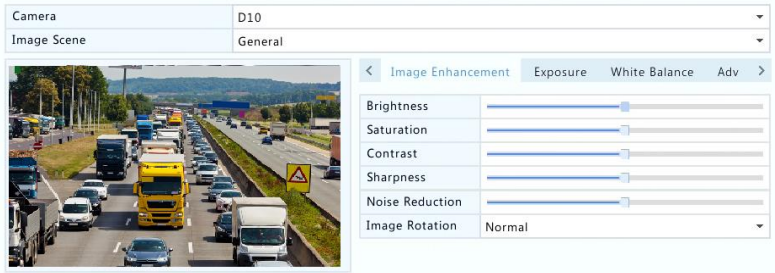 Camera D10
Image Scene General
Image Enhancement Exposure White Balance Adv
Brightness
Saturation
Contrast
Sharpness
Noise Reduction
Image Rotation Normal